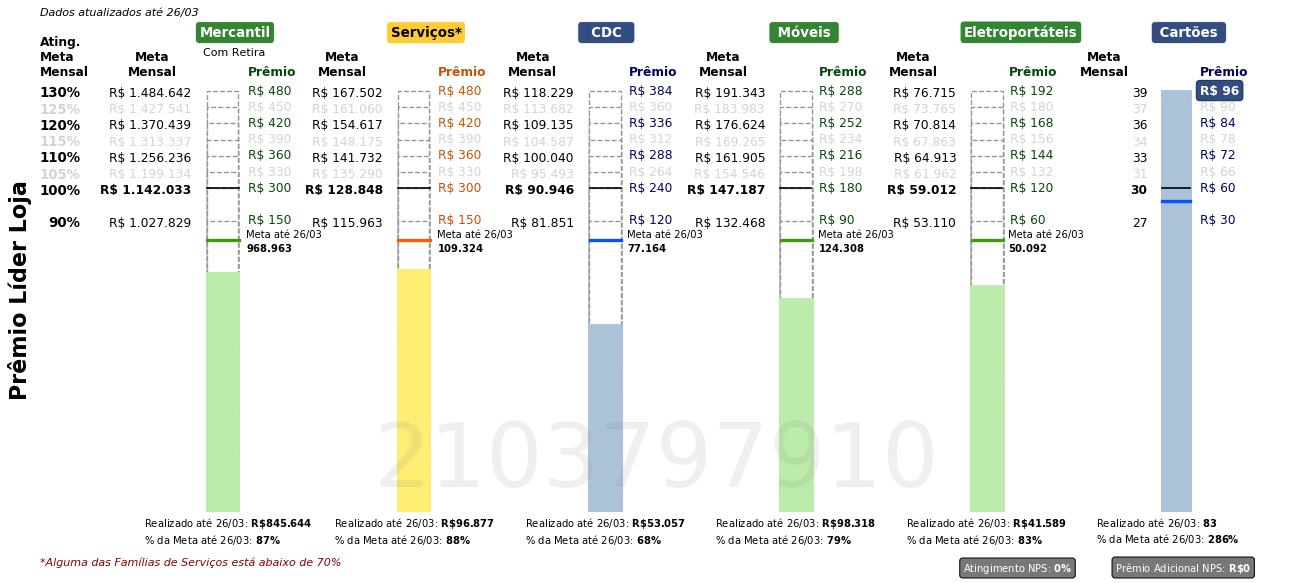 Dados atualizados até 26/03
Mercantil Serviços* CDC Móveis Eletroportáteis Cartões
Com Retira
Ating. Meta Mensal Meta Mensal Prêmio Meta Mensal Prêmio Meta Mensal Prêmio Meta Mensal Prêmio Meta Mensal Prêmio Meta Mensal Prêmio
130% R$ 1.484.642 R$ 480 R$ 167.502 R$ 480 R$ 118.229 R$ 384 R$ 191.343 R$ 288 R$ 76.715 R$ 192 39 R$ 96
125% R$ 1.427.541 R$ 450 R$ 161.060 R$ 450 R$ 113.682 R$ 360 R$ 183.983 R$ 270 R$ 73.765 R$ 180 37 R$ 90
120% R$ 1.370.439 R$ 420 R$ 154.617 R$ 420 R$ 109.135 R$ 336 R$ 176.624 R$ 252 R$ 70.814 R$ 168 36 R$ 84
115% R$ 1.313.337 R$ 390 R$ 148.175 R$ 390 R$ 104.587 R$ 312 R$ 169.265 R$ 234 R$ 67.863 R$ 156 34 R$ 78
110% R$ 1.256.236 R$ 360 R$ 141.732 R$ 360 R$ 100.040 R$ 288 R$ 161.905 R$ 216 R$ 64.913 R$ 144 33 R$ 72
105% R$ 1.199.134 R$ 330 R$ 135.290 R$ 330 R$ 95.493 R$ 264 R$ 154.546 R$ 198 R$ 61.962 R$ 132 31 R$ 66
100% R$ 1.142.033 R$ 300 R$ 128.848 R$ 300 R$ 90.946 R$ 240 R$ 147.187 R$ 180 R$ 59.012 R$ 120 30 R$ 60
90% R$ 1.027.829 R$ 150 R$ 115.963 R$ 150 R$ 81.851 R$ 120 R$ 132.468 R$ 90 R$ 53.110 R$ 60 27 R$ 30
Meta até 26/03 Meta até 26/03 Meta até 26/03 Meta até 26/03 Meta até 26/03
968.963 109.324 77.164 124.308 50.092
Prêmio Líder Loja
2103797910
Realizado até 26/03: R$845.644 Realizado até 26/03: R$96.877 Realizado até 26/03: R$53.057 Realizado até 26/03: R$98.318 Realizado até 26/03: R$41.589 Realizado até 26/03: 83
% da Meta até 26/03: 87% % da Meta até 26/03: 88% % da Meta até 26/03: 68% % da Meta até 26/03: 79% % da Meta até 26/03: 83% % da Meta até 26/03: 286%
*Alguma das Famílias de Serviços está abaixo de 70% Atingimento NPS: 0% Prêmio Adicional NPS: R$0